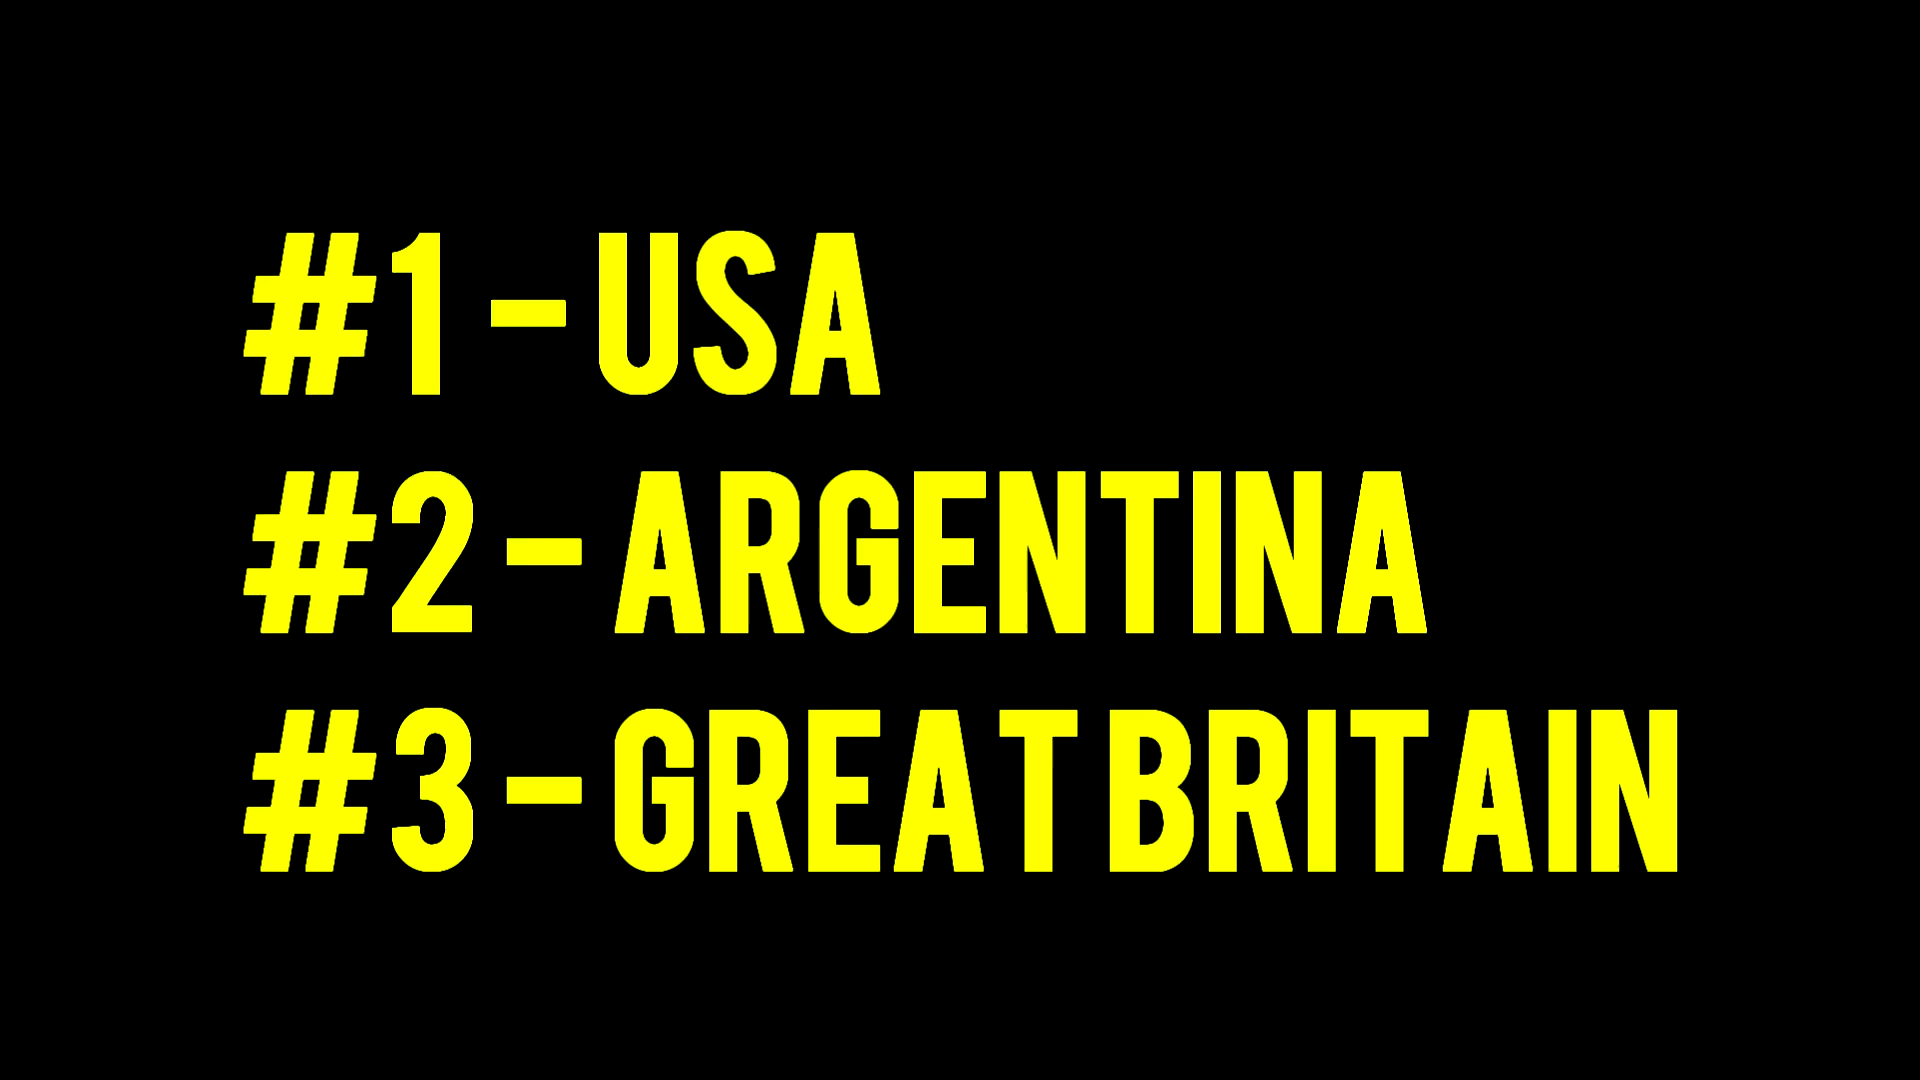 #1 - USA
#2 - ARGENTINA
#3 - GREAT BRITAIN